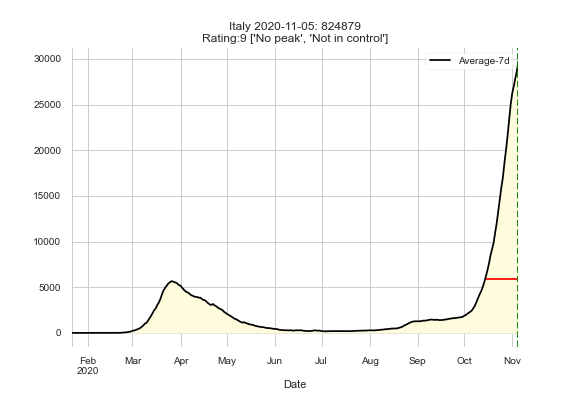 Italy 2020-11-05: 824879
Rating:9 ['No peak', 'Not in control']
Average-7d
30000
25000
20000
15000
10000
5000
0
Feb Mar Apr May Jun Jul Aug Sep Oct Nov
2020
Date